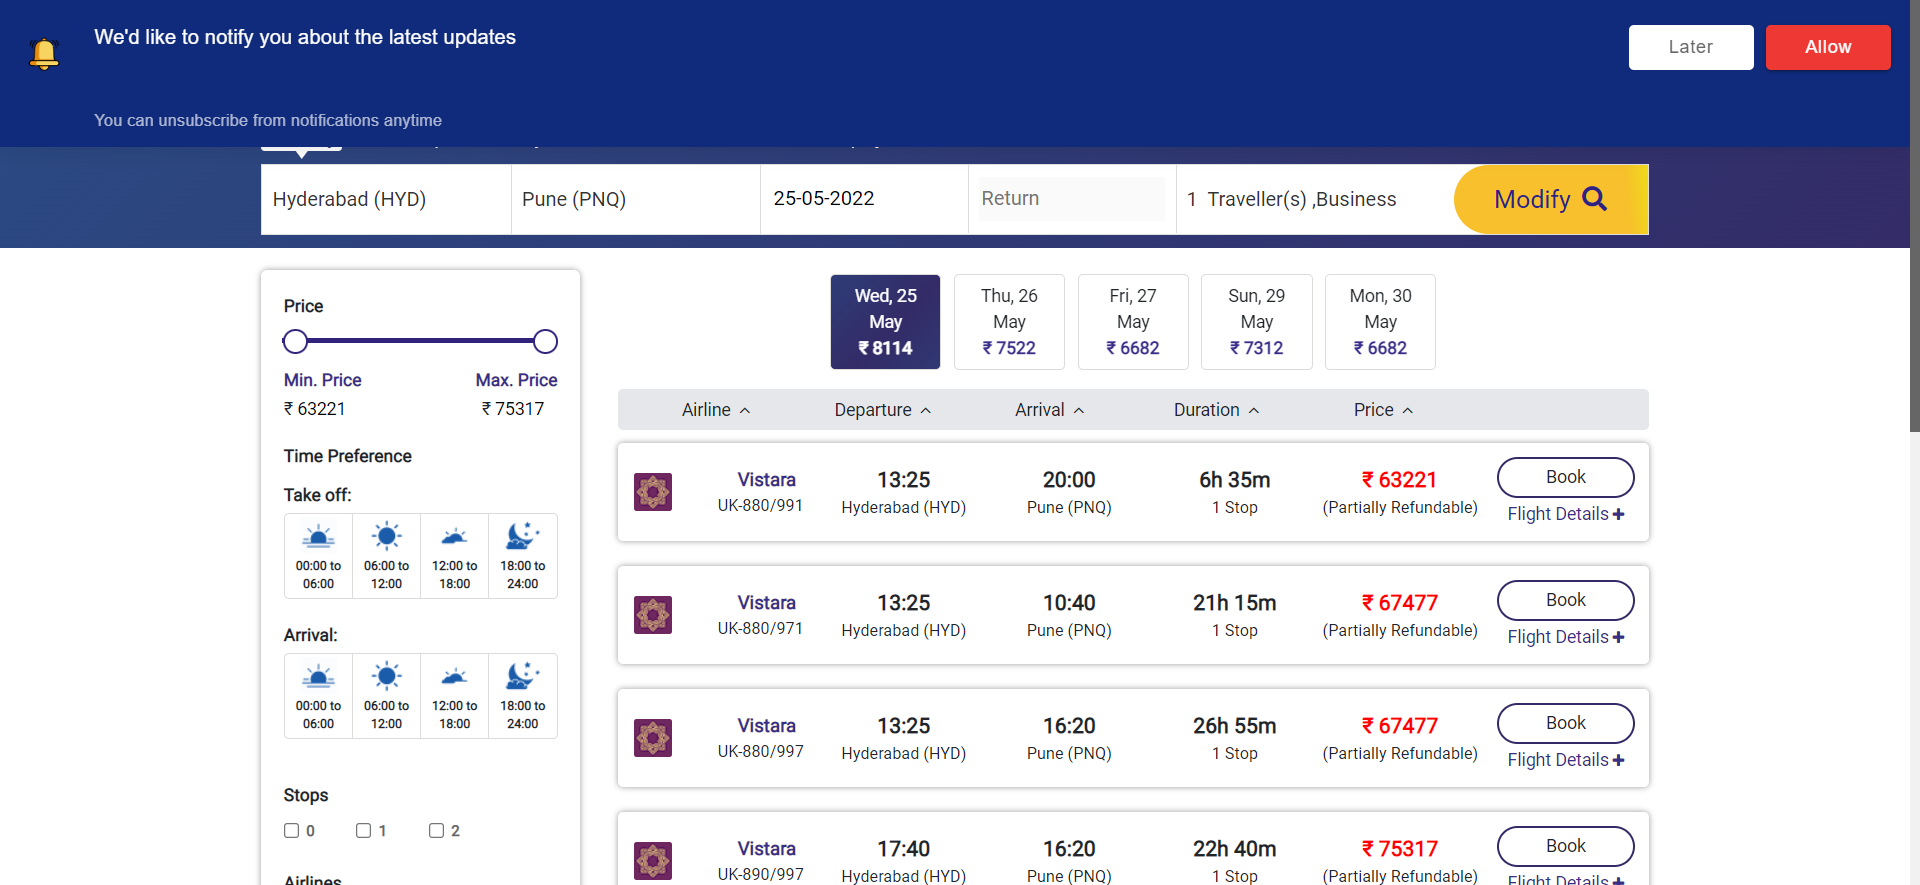 We'd like to notify you about the latest updates
Later
Allow
You can unsubscribe from notifications anytime
Hyderabad (HYD)
Pune (PNQ)
25-05-2022
Return
1 Traveller(s) ,Business
Modify
Price
Min. Price
Max. Price
₹ 63221
₹ 75317
Time Preference
Take off:
00:00 to
06:00
06:00 to
12:00
12:00 to
18:00
18:00 to
24:00
Arrival:
00:00 to
06:00
06:00 to
12:00
12:00 to
18:00
18:00 to
24:00
Stops
0
1
2
Airlines
Wed, 25
May
₹ 8114
Thu, 26
May
₹ 7522
Fri, 27
May
₹ 6682
Sun, 29
May
₹ 7312
Mon, 30
May
₹ 6682
Airline
Departure
Arrival
Duration
Price
Vistara
UK-880/991
13:25
Hyderabad (HYD)
20:00
Pune (PNQ)
6h 35m
1 Stop
₹ 63221
(Partially Refundable)
Book
Flight Details
Vistara
UK-880/971
13:25
Hyderabad (HYD)
10:40
Pune (PNQ)
21h 15m
1 Stop
₹ 67477
(Partially Refundable)
Book
Flight Details
Vistara
UK-880/997
13:25
Hyderabad (HYD)
16:20
Pune (PNQ)
26h 55m
1 Stop
₹ 67477
(Partially Refundable)
Book
Flight Details
Vistara
UK-890/997
17:40
Hyderabad (HYD)
16:20
Pune (PNQ)
22h 40m
1 Stop
₹ 75317
(Partially Refundable)
Book
Flight Details